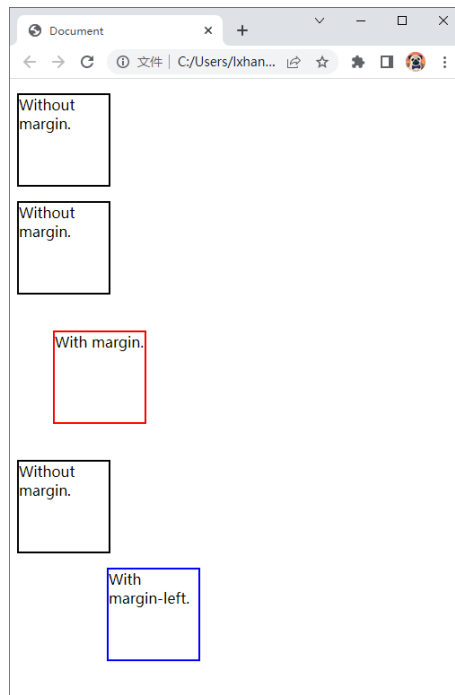 Document
文件 | C:/Users/lxhan...
Without
margin.
Without
margin.
With margin.
Without
margin.
With
margin-left.